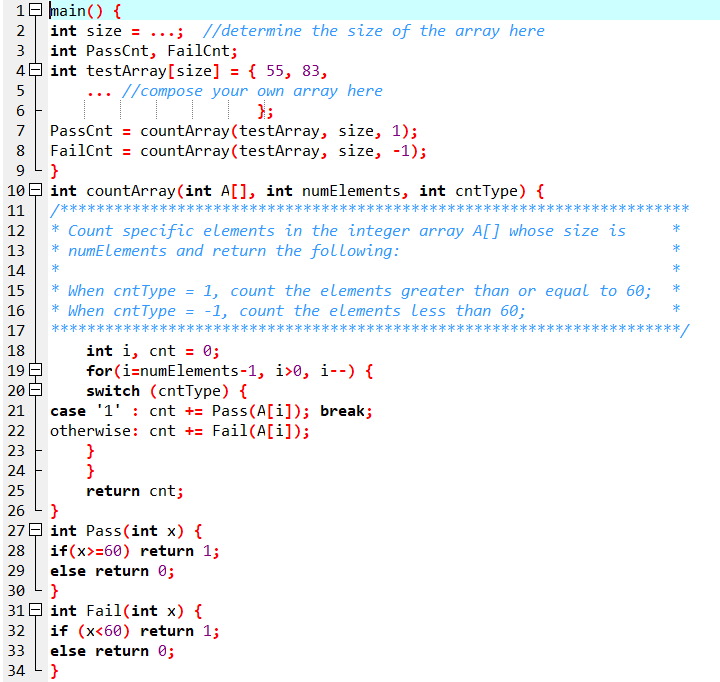 1 main() {
2 int size = ...;  //determine the size of the array here
3 int PassCnt, FailCnt;
4 int testArray[size] = { 55, 83,
5     ... //compose your own array here
6                        };
7 PassCnt = countArray(testArray, size, 1);
8 FailCnt = countArray(testArray, size, -1);
9 }
10 int countArray(int A[], int numElements, int cntType) {
11 /**********************************************************************
12 * Count specific elements in the integer array A[] whose size is     *
13 * numElements and return the following:                              *
14 *                                                                    *
15 * When cntType = 1, count the elements greater than or equal to 60;  *
16 * When cntType = -1, count the elements less than 60;                *
17 **********************************************************************/
18     int i, cnt = 0;
19     for(i=numElements-1, i>0, i--) {
20     switch (cntType) {
21 case '1' : cnt += Pass(A[i]); break;
22 otherwise: cnt += Fail(A[i]);
23     }
24     }
25     return cnt;
26 }
27 int Pass(int x) {
28 if(x>=60) return 1;
29 else return 0;
30 }
31 int Fail(int x) {
32 if (x<60) return 1;
33 else return 0;
34 }